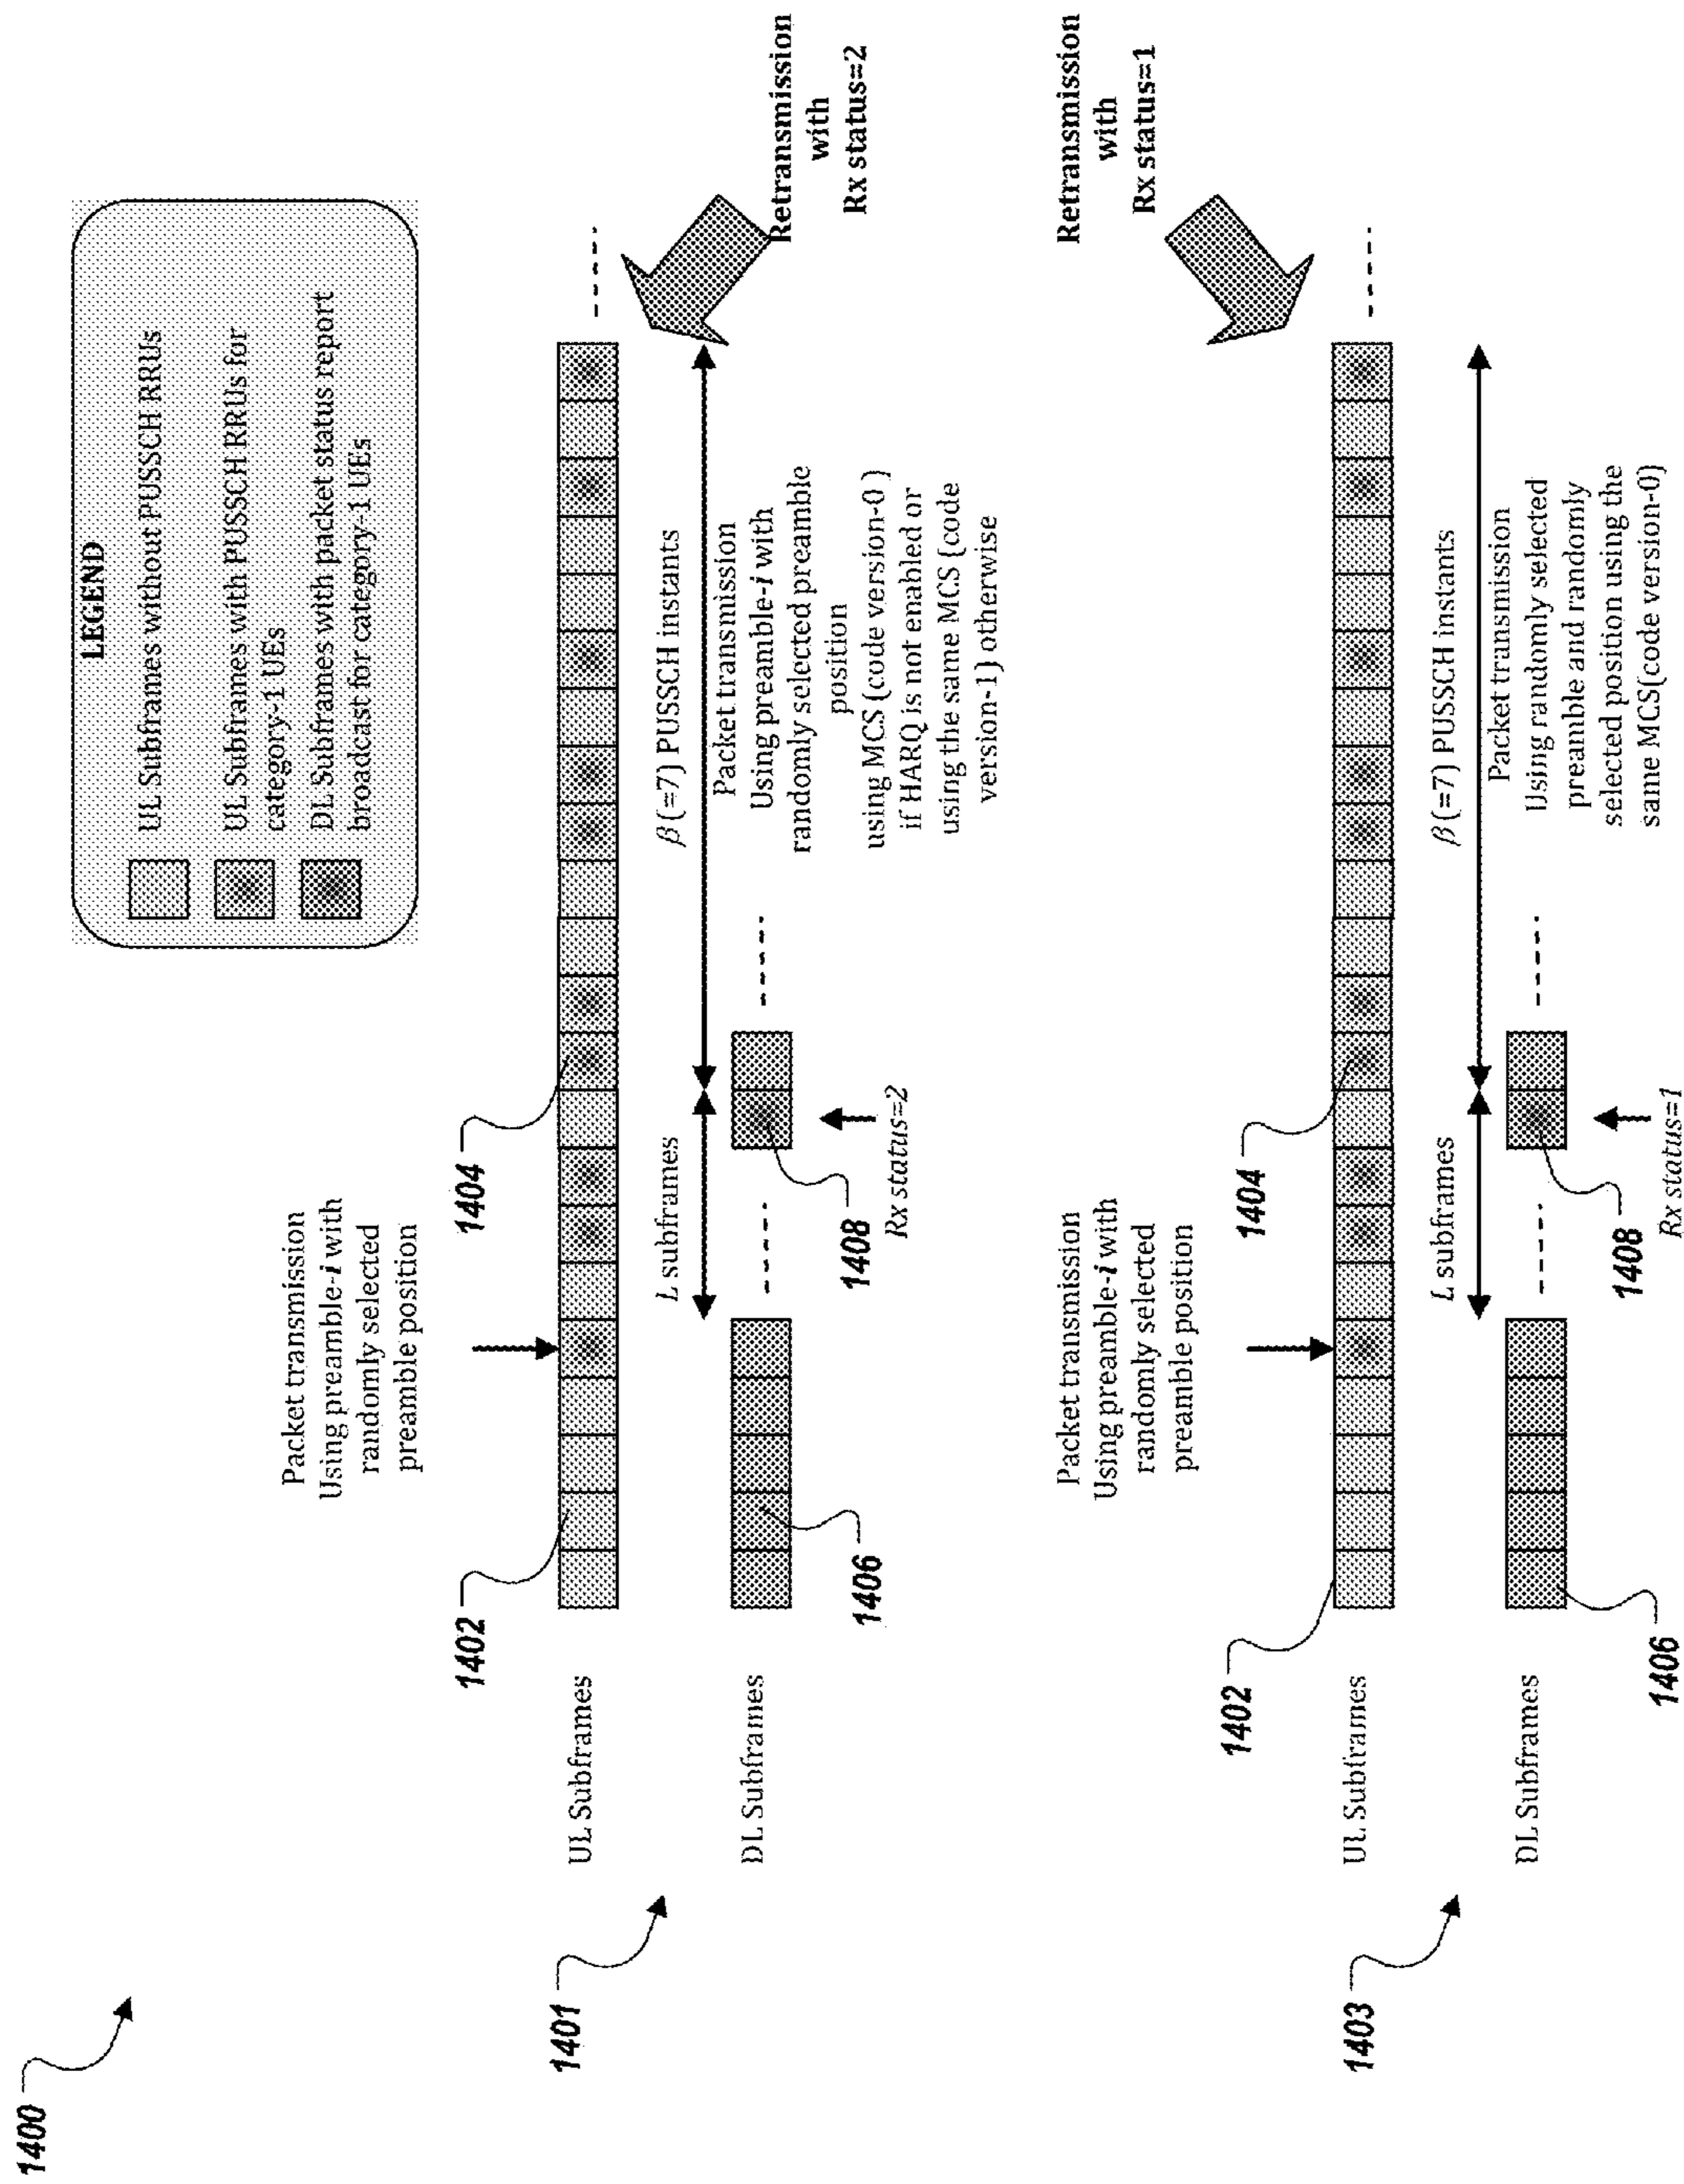 1400
LEGEND
UL Subframes without PUSSCH RRUs
UL Subframes with PUSSCH RRUs for
category-1 UEs
DL Subframes with packet status report
broadcast for category-1 UEs
Packet transmission
Using preamble-i with
randomly selected
preamble position
1402
1404
1401
UL Subframes
L subframes
β(=7) PUSSCH instants
DL Subframes
1406
1408
Rx status=2
Packet transmission
Using preamble-i with
randomly selected preamble
position
using MCS (code version-0 )
if HARQ is not enabled or
using the same MCS (code
version-1) otherwise
Retransmission
with
Rx status=2
Packet transmission
Using preamble-i with
randomly selected
preamble position
1402
1404
1403
UL Subframes
L subframes
β(=7) PUSSCH instants
DL Subframes
1406
1408
Rx status=1
Packet transmission
Using randomly selected
preamble and randomly
selected position using the
same MCS(code version-0)
Retransmission
with
Rx status=1